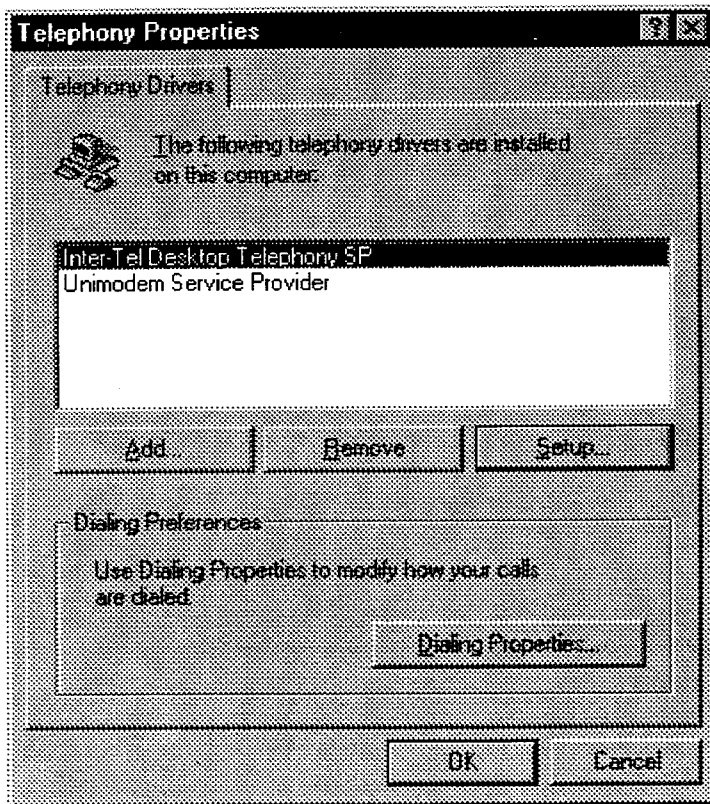 Telephony Properties
Telephony Drivers
The following telephony drivers are installed
on this computer:
Inter-Tel Desktop Telephony SP
Unimodem Service Provider
Add...
Remove
Setup...
Dialing Preferences
Use Dialing Properties to modify how your calls
are dialed.
Dialing Properties...
OK
Cancel